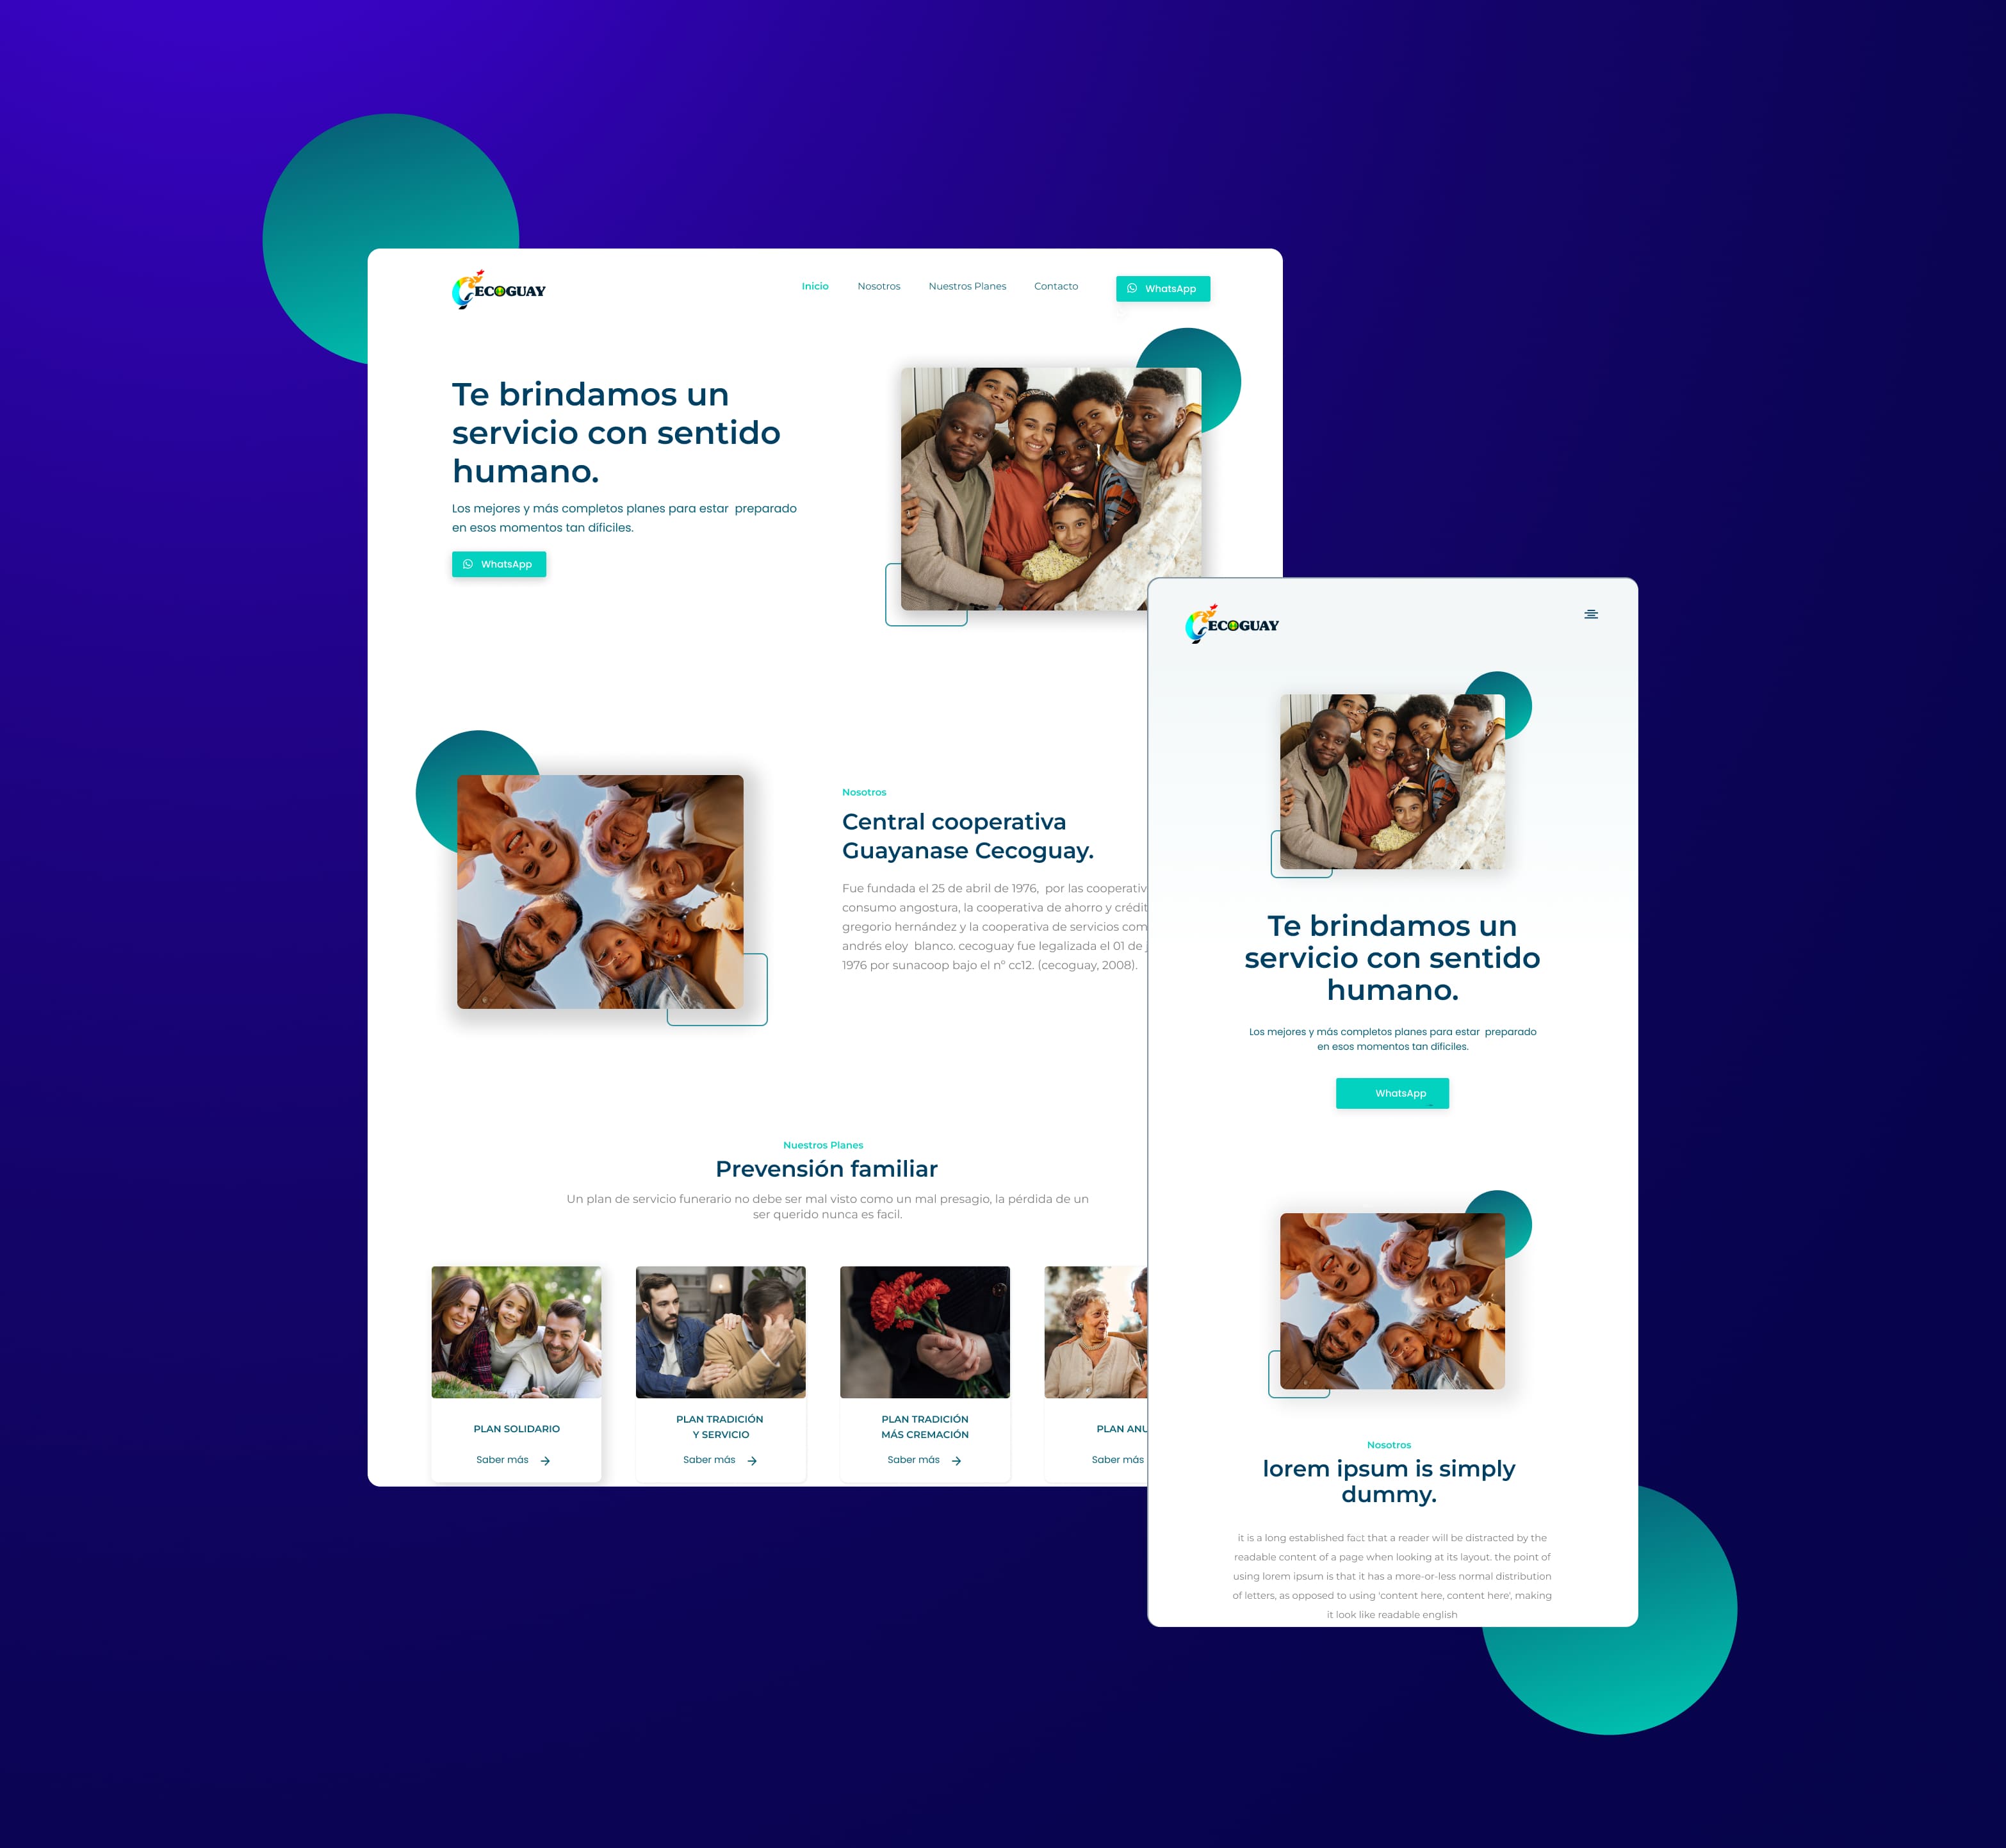 CECOGUAY
Inicio Nosotros Nuestros Planes Contacto WhatsApp
Te brindamos un
servicio con sentido
humano.
Los mejores y más completos planes para estar preparado
en esos momentos tan dificiles.
WhatsApp
Nosotros
Central cooperativa
Guayanase Cecoguay.
Fue fundada el 25 de abril de 1976, por las cooperativ
consumo angostura, la cooperativa de ahorro y crédit
gregorio hernández y la cooperativa de servicios com
andrés eloy blanco. cecoguay fue legalizada el 01 de
1976 por sunacoop bajo el nº cc12. (cecoguay, 2008).
Nuestros Planes
Prevensión familiar
Un plan de servicio funerario no debe ser mal visto como un mal presagio, la pérdida de un
ser querido nunca es facil.
PLAN SOLIDARIO
Saber más
PLAN TRADICIÓN
Y SERVICIO
Saber más
PLAN TRADICIÓN
MÁS CREMACIÓN
Saber más
PLAN ANU
Saber más
CECOGUAY
Te brindamos un
servicio con sentido
humano.
Los mejores y más completos planes para estar preparado
en esos momentos tan dificiles.
WhatsApp
Nosotros
lorem ipsum is simply
dummy.
it is a long established fact that a reader will be distracted by the
readable content of a page when looking at its layout. the point of
using lorem ipsum is that it has a more-or-less normal distribution
of letters, as opposed to using 'content here, content here', making
it look like readable english